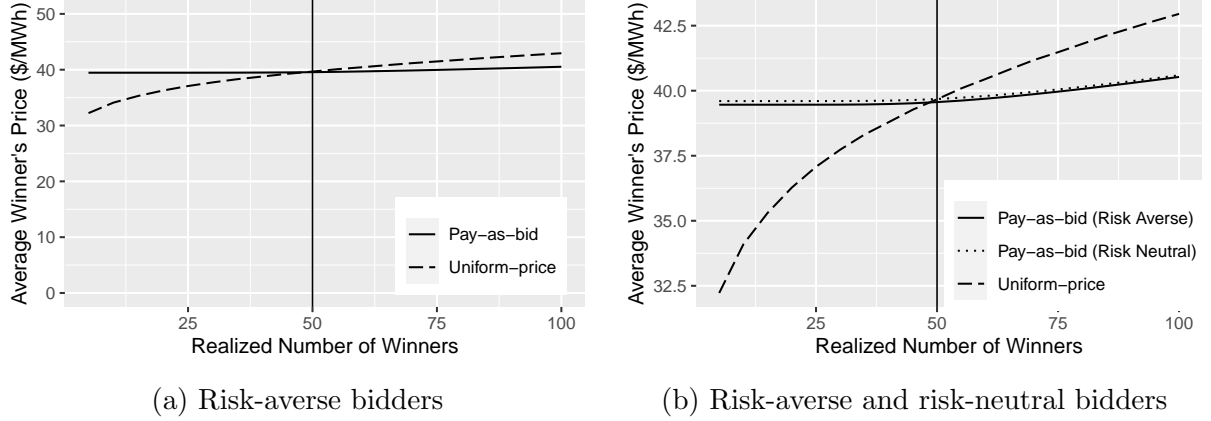 50
40
30
20
10
0
Average Winner's Price ($/MWh)
Pay−as−bid
Uniform−price
25
50
75
100
Realized Number of Winners
(a) Risk-averse bidders
42.5
40.0
37.5
35.0
32.5
Average Winner's Price ($/MWh)
Pay−as−bid (Risk Averse)
Pay−as−bid (Risk Neutral)
Uniform−price
25
50
75
100
Realized Number of Winners
(b) Risk-averse and risk-neutral bidders